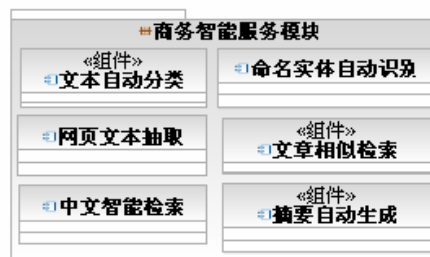 商务智能服务模块
«组件»
文本自动分类
命名实体自动识别
网页文本抽取
«组件»
文章相似检索
中文智能检索
«组件»
摘要自动生成